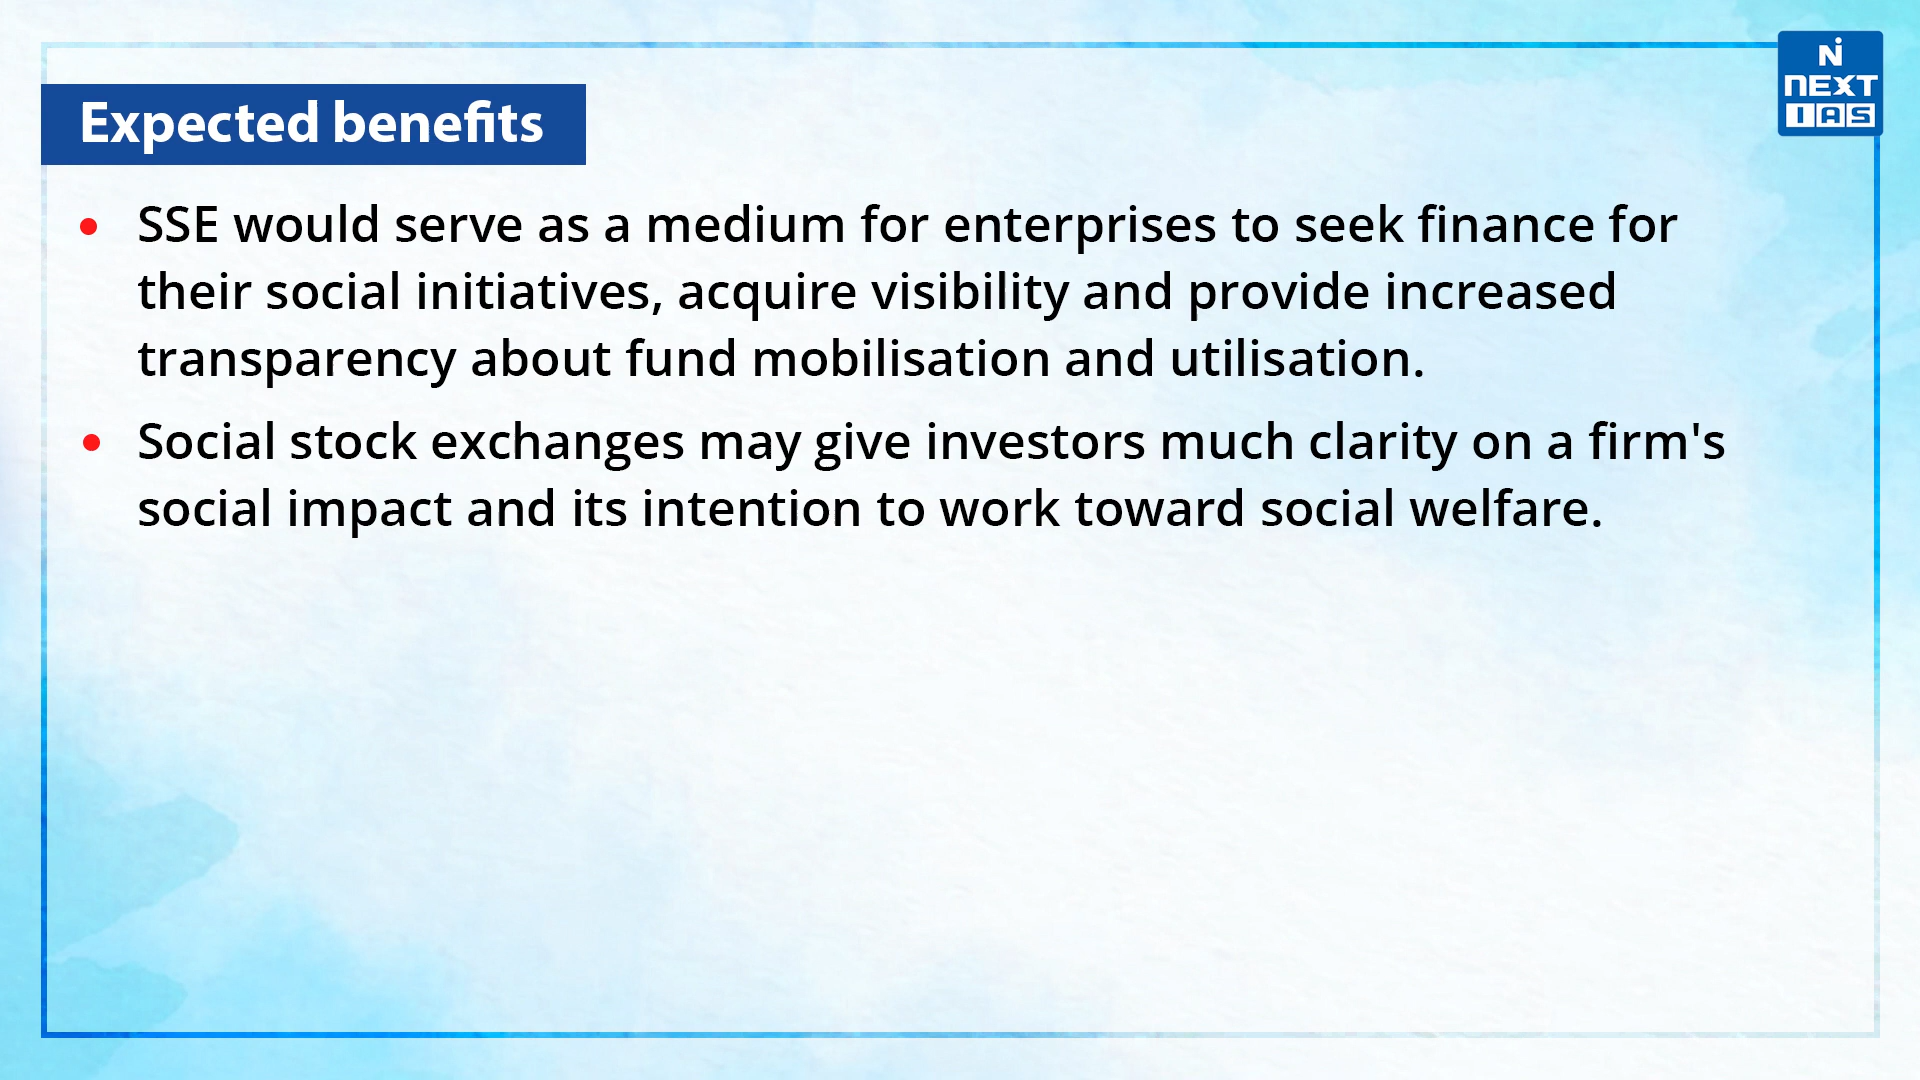 Expected benefits
NEXT
IAS
• SSE would serve as a medium for enterprises to seek finance for
their social initiatives, acquire visibility and provide increased
transparency about fund mobilisation and utilisation.
• Social stock exchanges may give investors much clarity on a firm's
social impact and its intention to work toward social welfare.